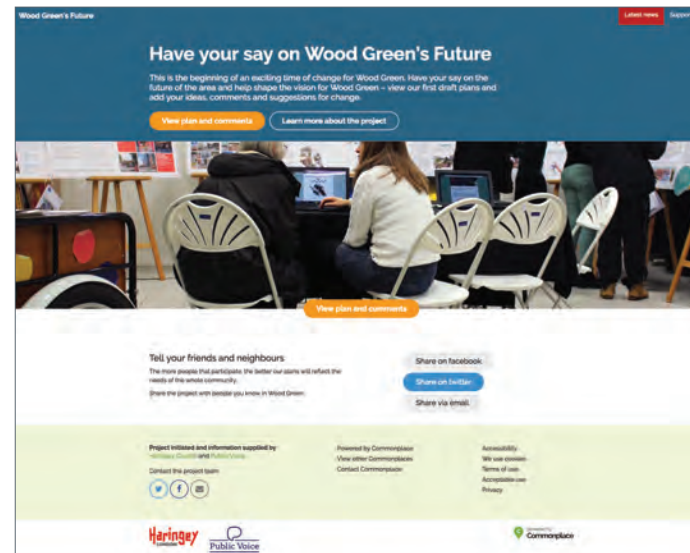 Wood Green's Future
Latest news Suppor
Have your say on Wood Green's Future
This is the beginning of an exciting time of change for Wood Green. Have your say on the
future of the area and help shape the vision for Wood Green – view our first draft plans and
add your ideas, comments and suggestions for change.
View plan and comments
Learn more about the project
View plan and comments
Tell your friends and neighbours
The more people that participate, the better our plans will reflect the
needs of the whole community.
Share the project with people you know in Wood Green.
Share on facebook
Share on twitter
Share via email
Project initiated and information supplied by
Haringey Council and Public Voice
Contact the project team
Powered by Commonplace
View other Commonplaces
Contact Commonplace
Accessibility
We use cookies
Terms of use
Acceptable use
Privacy
Haringey
LONDON
Public Voice
Commonplace